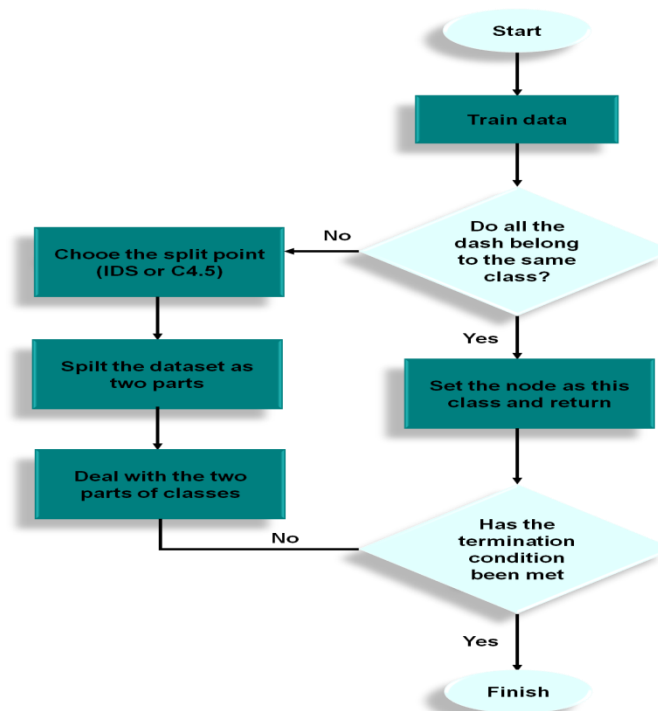 Start
Train data
Do all the
dash belong
to the same
class?
No
Chooe the split point
(IDS or C4.5)
Spilt the dataset as
two parts
Deal with the two
parts of classes
Yes
Set the node as this
class and return
No
Has the
termination
condition
been met
Yes
Finish